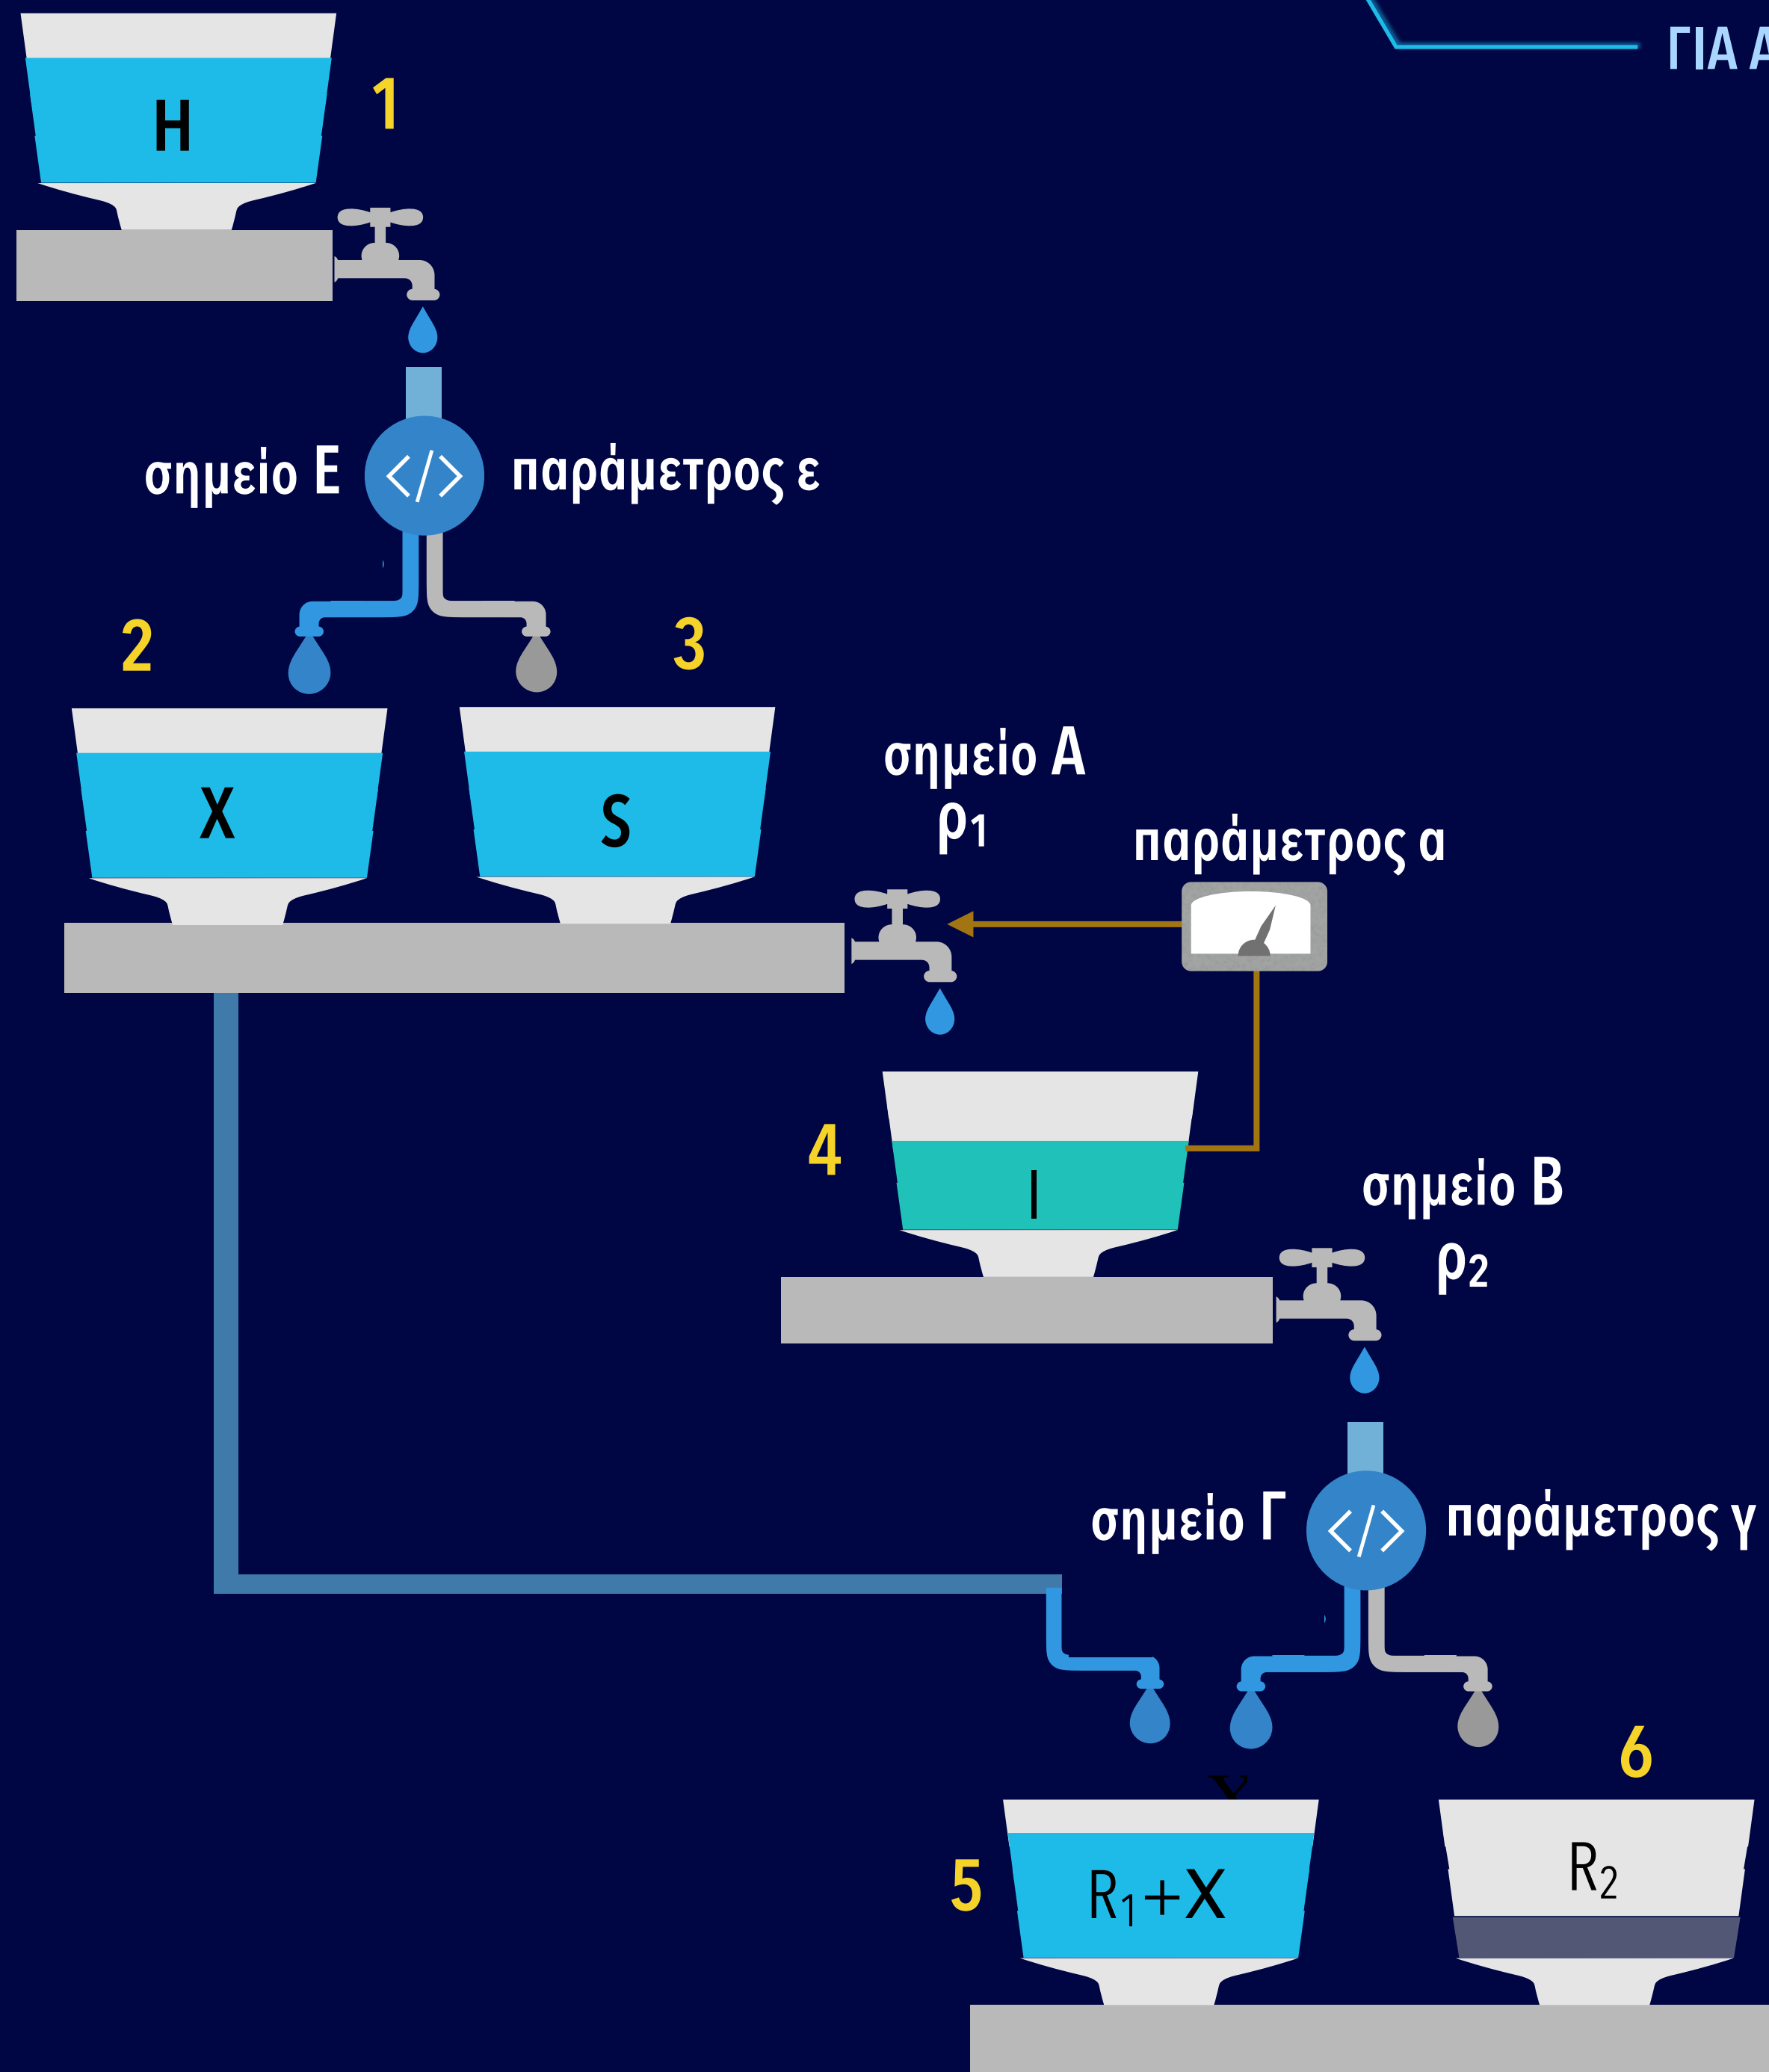 ΓΙΑ Α
H
1
σημείο Ε
</>
παράμετρος ε
2
3
X
S
σημείο Α
ρ1
παράμετρος α
4
I
σημείο Β
ρ2
σημείο Γ
</>
παράμετρος γ
6
X
5
R1+X
R2